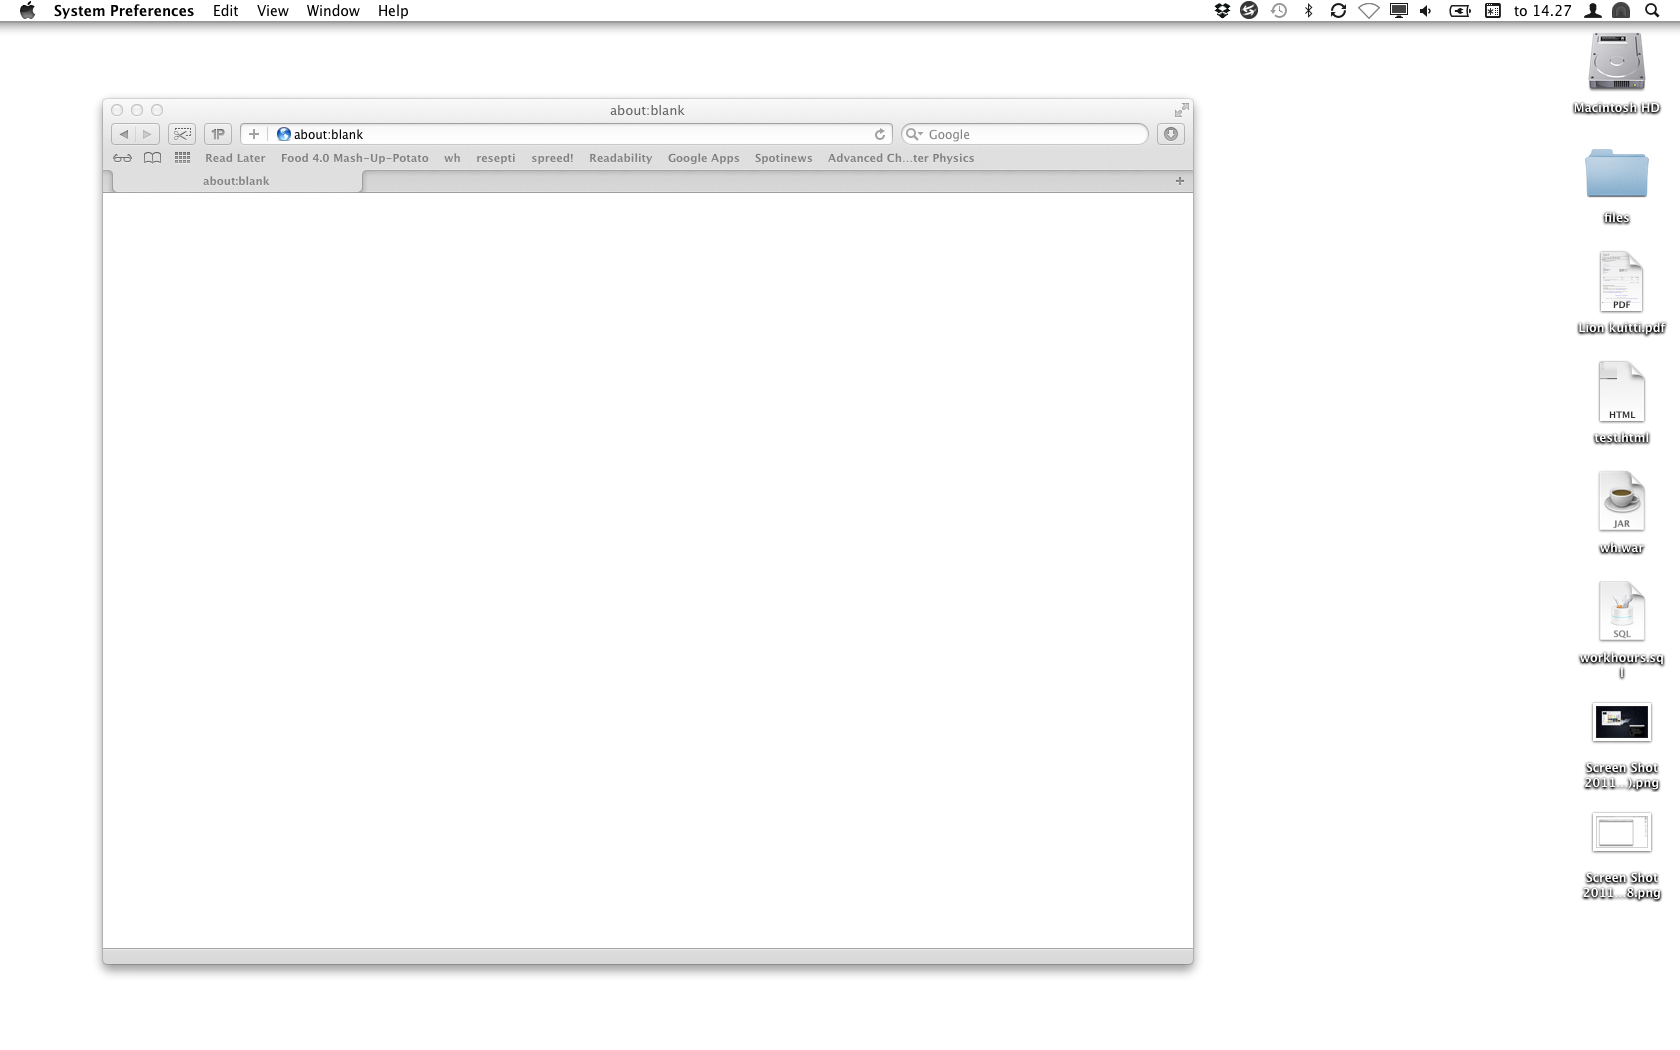 System Preferences Edit View Window Help to 14.27
Macintosh HD
about:blank
1P about:blank Google
Read Later Food 4.0 Mash-Up-Potato wh resepti spreed! Readability Google Apps Spotinews Advanced Ch...ter Physics
about:blank
files
PDF
Lion kuitti.pdf
HTML
test.html
JAR
wh.war
SQL
workhours.sq
l
Screen Shot
2011...).png
Screen Shot
2011...8.png